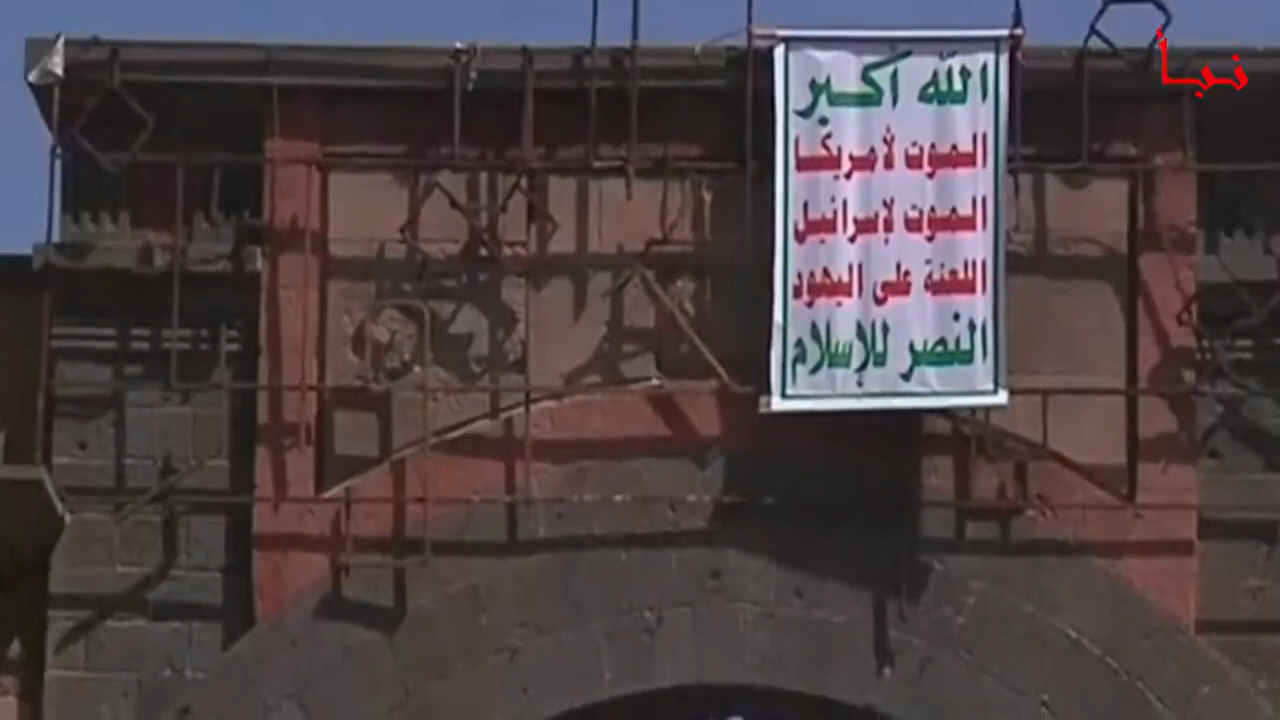 الله أكبر
الموت لأمريكا
الموت لإسرائيل
اللعنة على اليهود
النصر للإسلام
نبأ